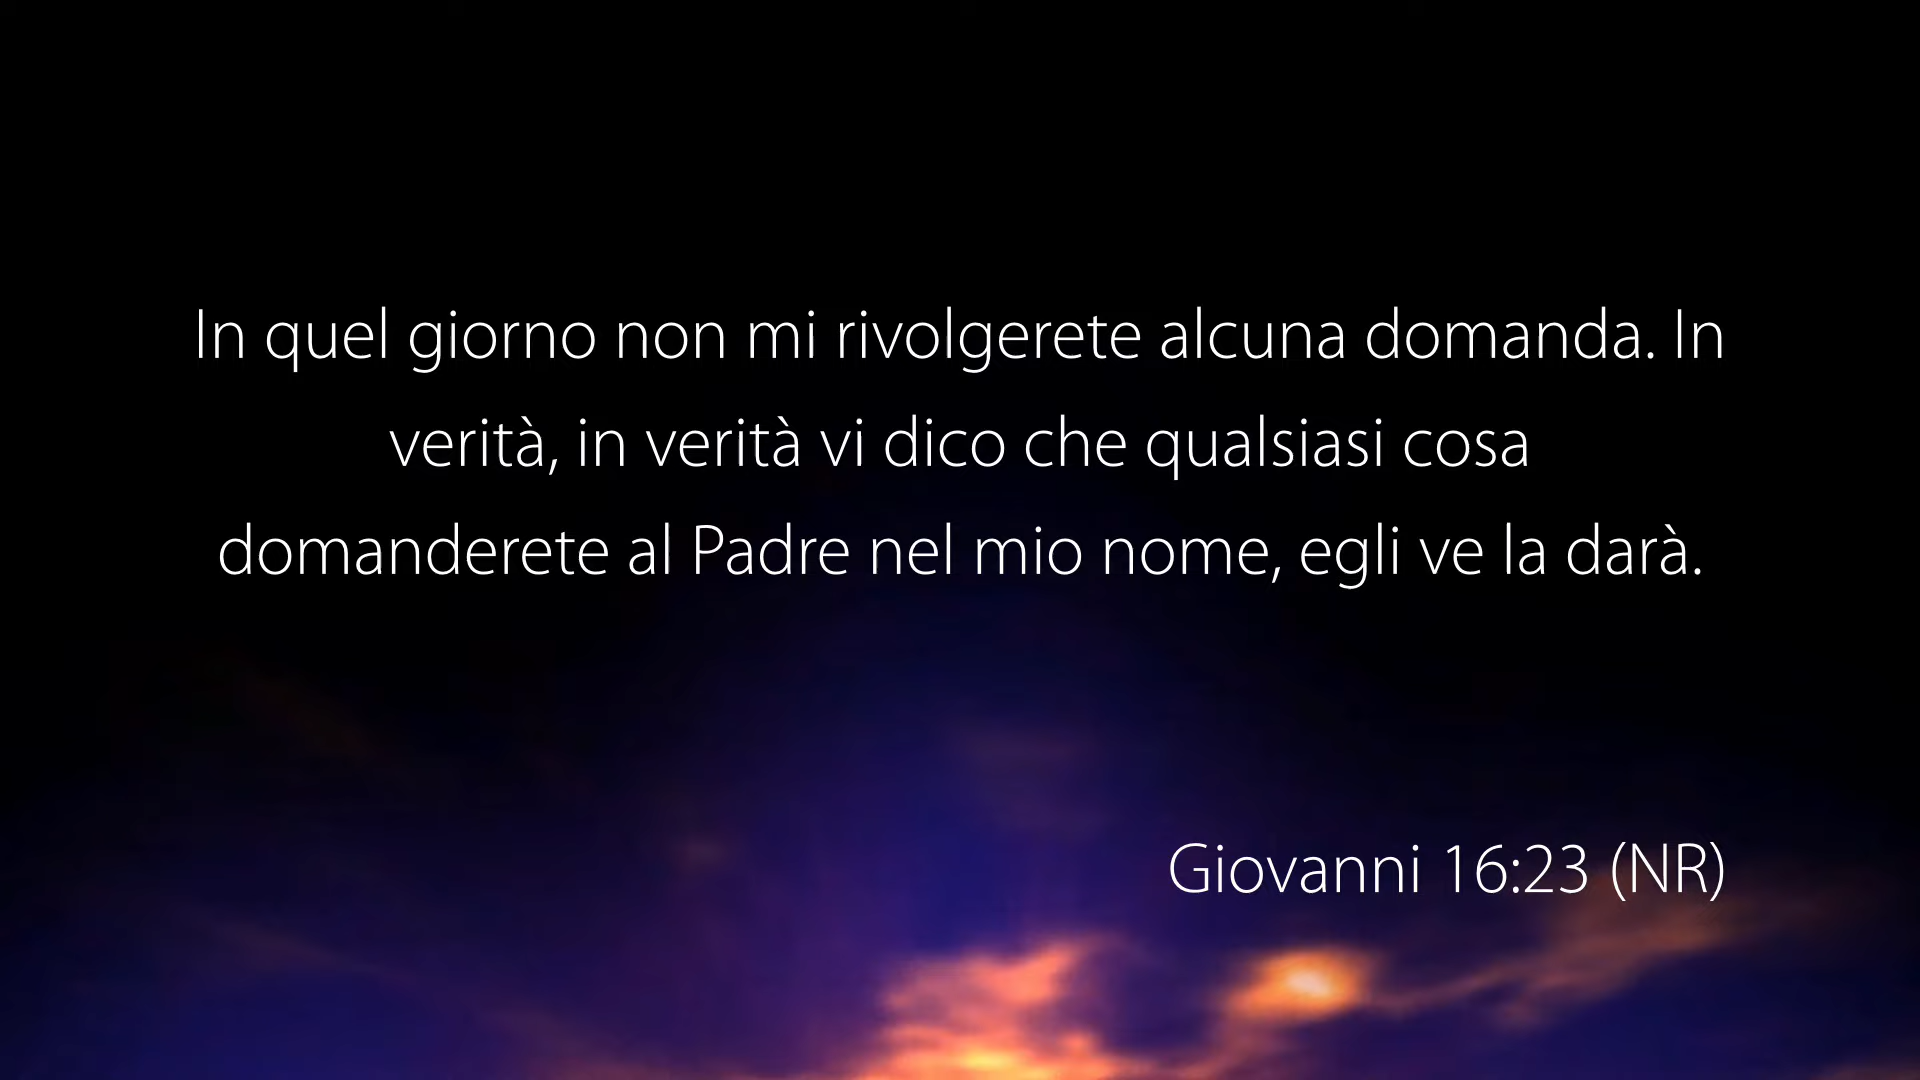 In quel giorno non mi rivolgerete alcuna domanda. In
verità, in verità vi dico che qualsiasi cosa
domanderete al Padre nel mio nome, egli ve la darà.
Giovanni 16:23 (NR)